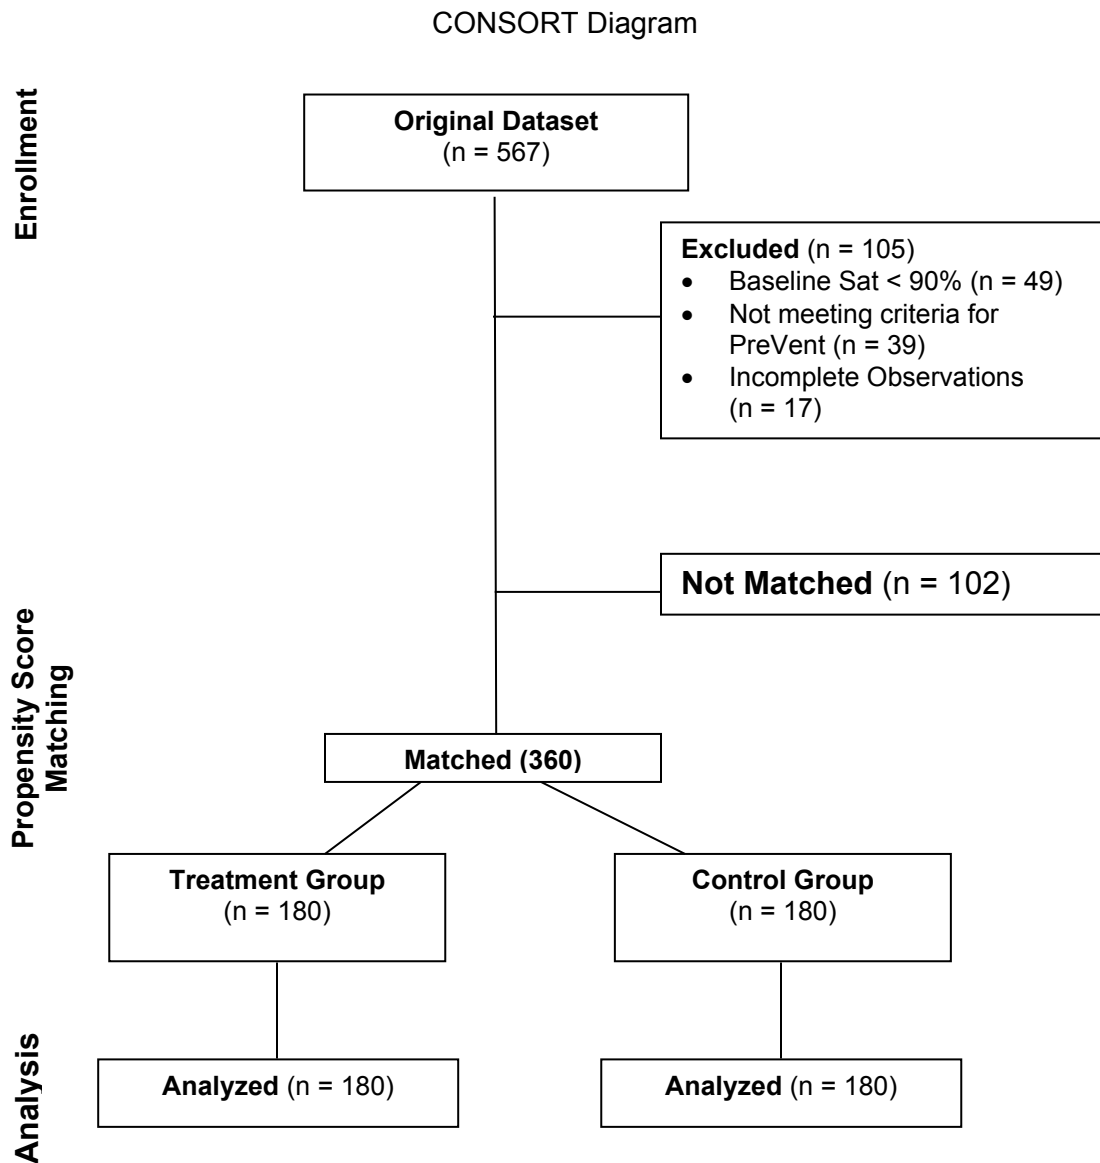 CONSORT Diagram
Enrollment
Original Dataset
(n = 567)
Excluded (n = 105)
• Baseline Sat < 90% (n = 49)
• Not meeting criteria for
PreVent (n = 39)
• Incomplete Observations
(n = 17)
Not Matched (n = 102)
Propensity Score
Matching
Matched (360)
Treatment Group
(n = 180)
Control Group
(n = 180)
Analysis
Analyzed (n = 180)
Analyzed (n = 180)